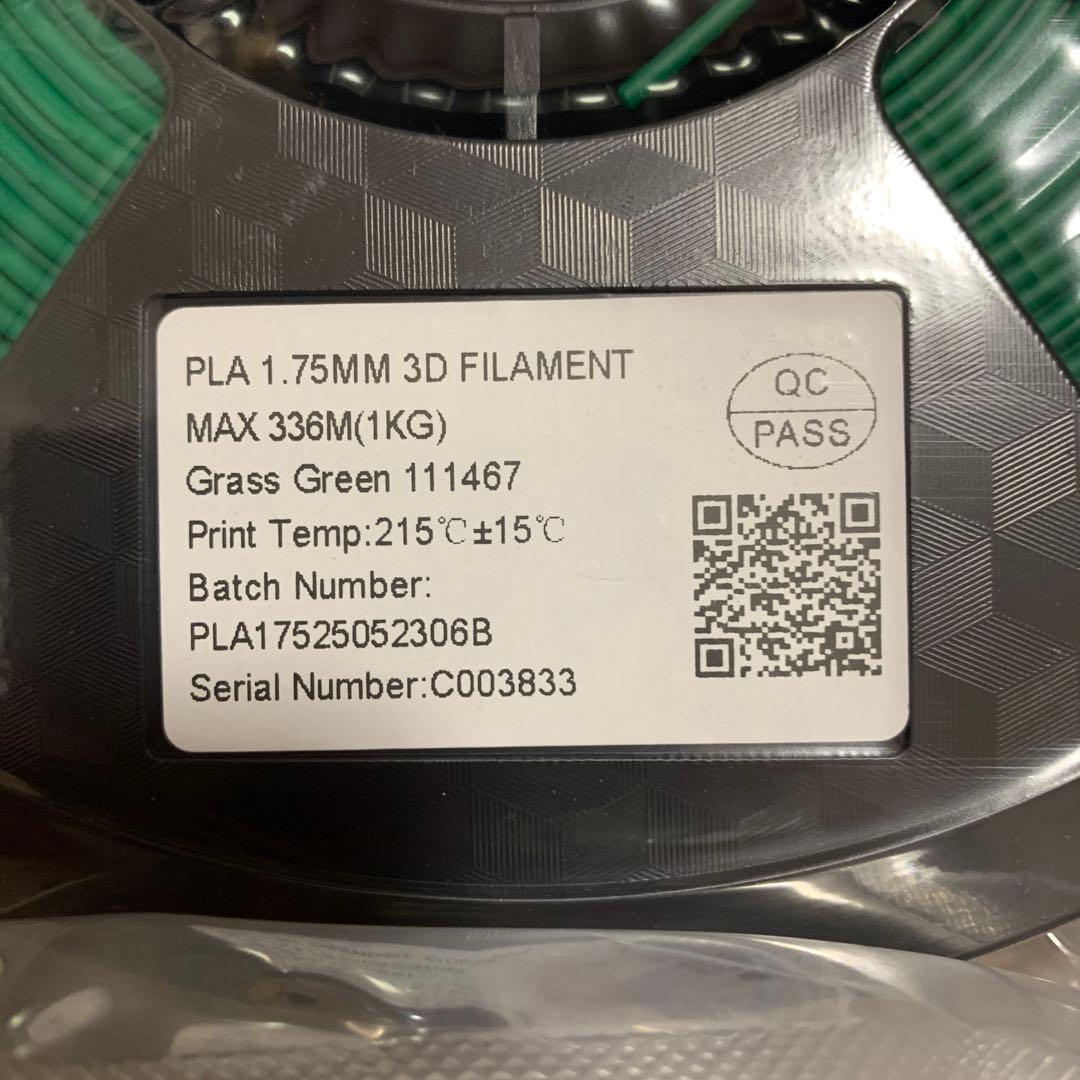 PLA 1.75MM 3D FILAMENT
MAX 336M(1KG)
Grass Green 111467
Print Temp:215℃±15℃
Batch Number:
PLA17525052306B
Serial Number:C003833
QC
PASS